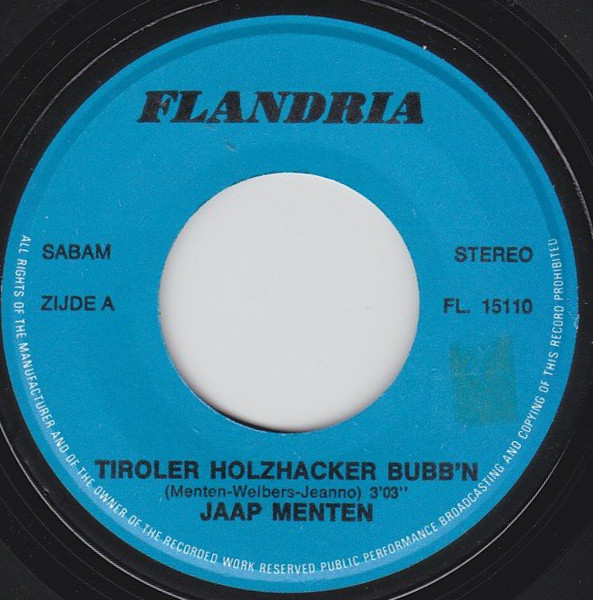 FLANDRIA
SABAM
STEREO
ZIJDE A
FL. 15110
TIROLER HOLZHACKER BUBB'N
(Menten-Weibers-Jeanno) 3'03''
JAAP MENTEN
ALL RIGHTS OF THE MANUFACTURER AND OF THE OWNER OF THE RECORDED WORK RESERVED PUBLIC PERFORMANCE BROADCASTING AND COPYING OF THIS RECORD PROHIBITED